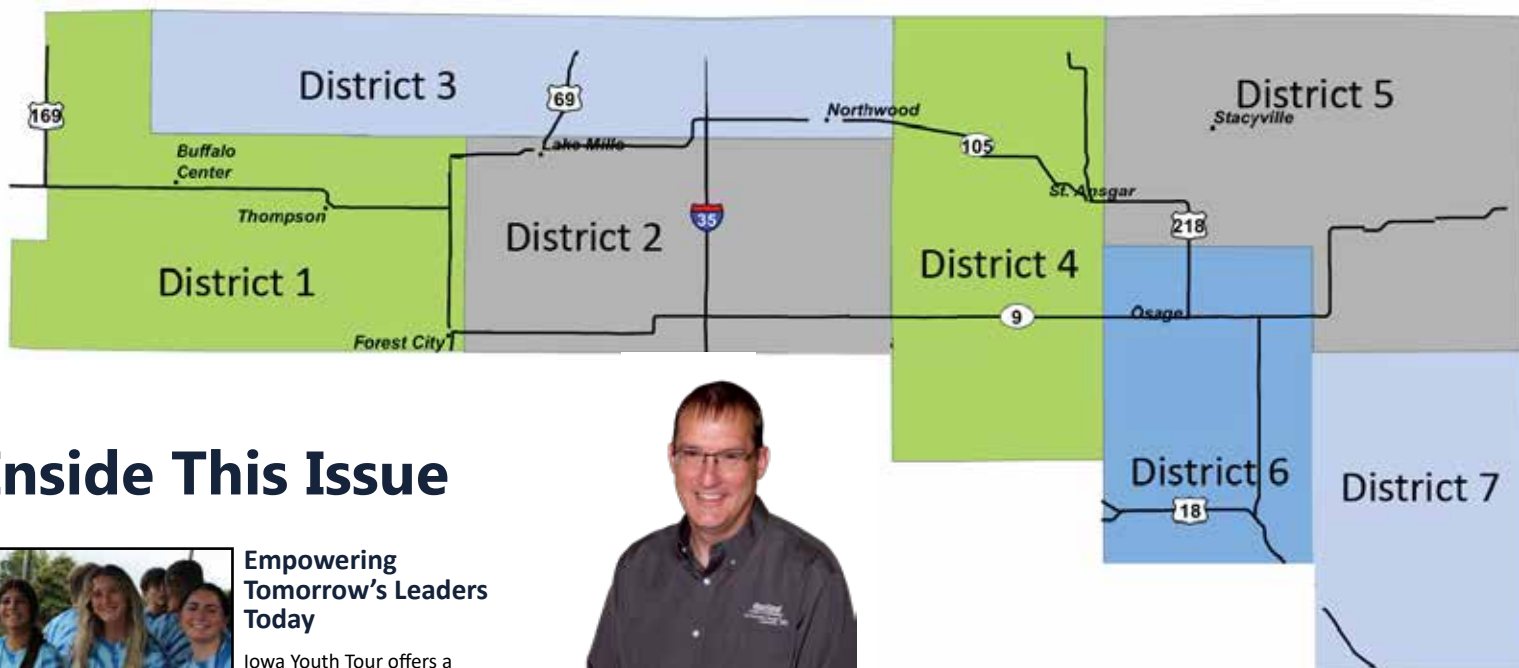 District 3
69
169
Northwood
District 5
Stacyville
105
Buffalo
Center
Lake Mills
Thompson
St. Ansgar
35
218
District 2
District 4
District 1
9
Osage
Forest City
District 6
18
District 7
nside This Issue
Empowering
Tomorrow's Leaders
Today
Iowa Youth Tour offers a